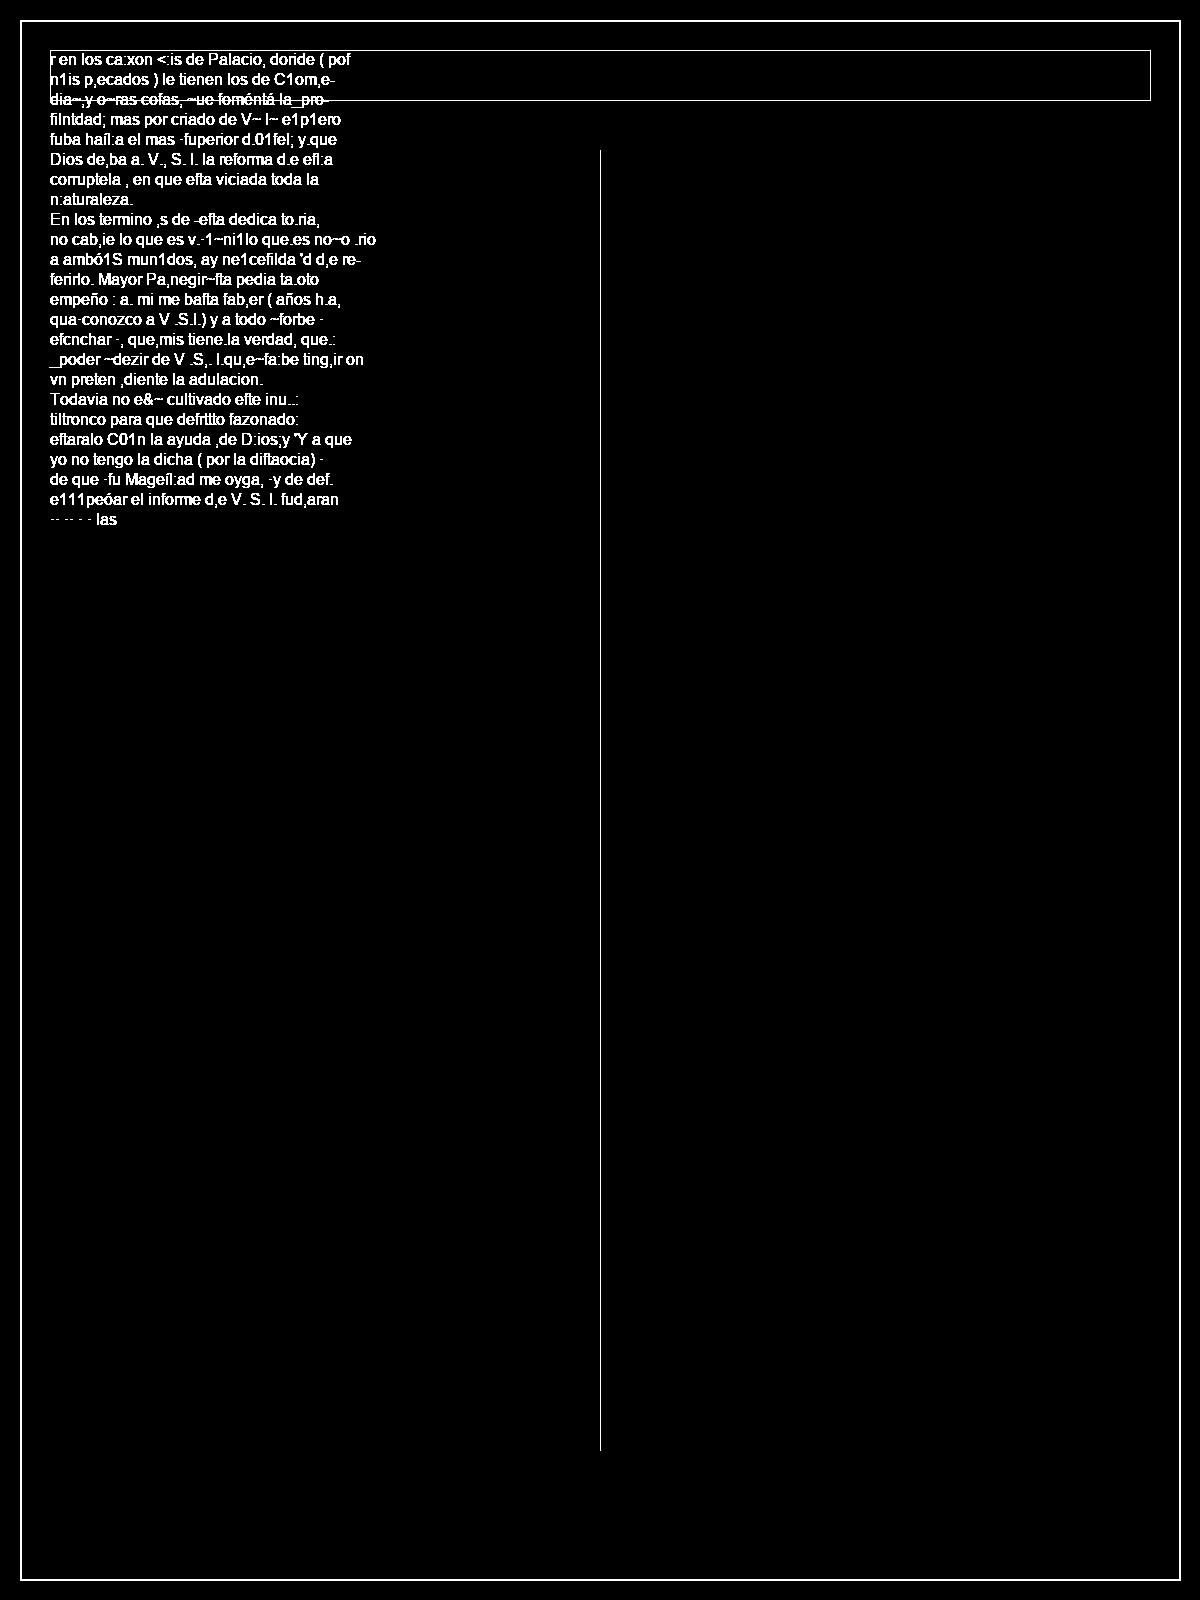 r en los ca:xon <:is de Palacio, doride ( pof
n1is p,ecados ) le tienen los de C1om,e-
dia~,y o~ras cofas, ~ue foméntá la_pro-
filntdad; mas por criado de V~ l~ e1p1ero
fuba haíl:a el mas -fuperior d.01fel; y.que
Dios de,ba a. V., S. I. la reforma d.e efl:a
corruptela , en que efta viciada toda la
n:aturaleza.
En los termino ,s de -efta dedica to.ria,
no cab,ie lo que es v.-1~ni1lo que.es no~o .rio
a ambó1S mun1dos, ay ne1cefilda 'd d,e re-
ferirlo. Mayor Pa,negir~fta pedia ta.oto
empeño : a. mi me bafta fab,er ( años h.a,
qua-conozco a V .S.I.) y a todo ~forbe -
efcnchar -, que,mis tiene.la verdad, que.:
_poder ~dezir de V .S,. I.qu,e~fa:be ting,ir on
vn preten ,diente la adulacion.
Todavia no e&~ cultivado efte inu..:
tiltronco para que defrttto fazonado:
eftaralo C01n la ayuda ,de D:ios;y 'Y a que
yo no tengo la dicha ( por la diftaocia) -
de que -fu Mageíl:ad me oyga, -y de def.
e111peóar el informe d,e V. S. I. fud,aran
-- -- - - las